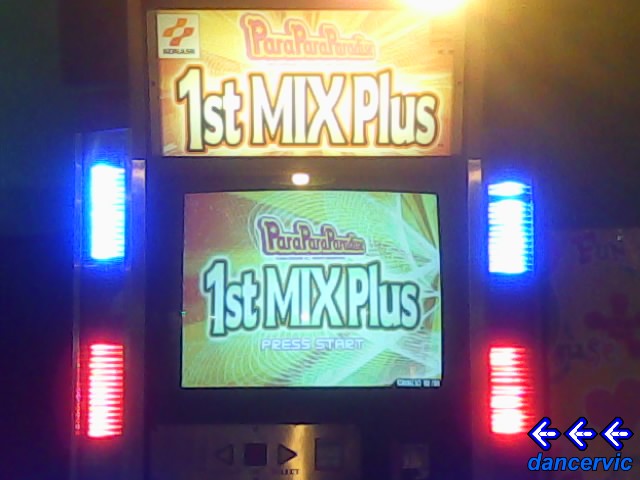 KONAMI
ParaParaParadise
1st MIX Plus
ParaParaParadise
1st MIX Plus
PRESS START
dancervic